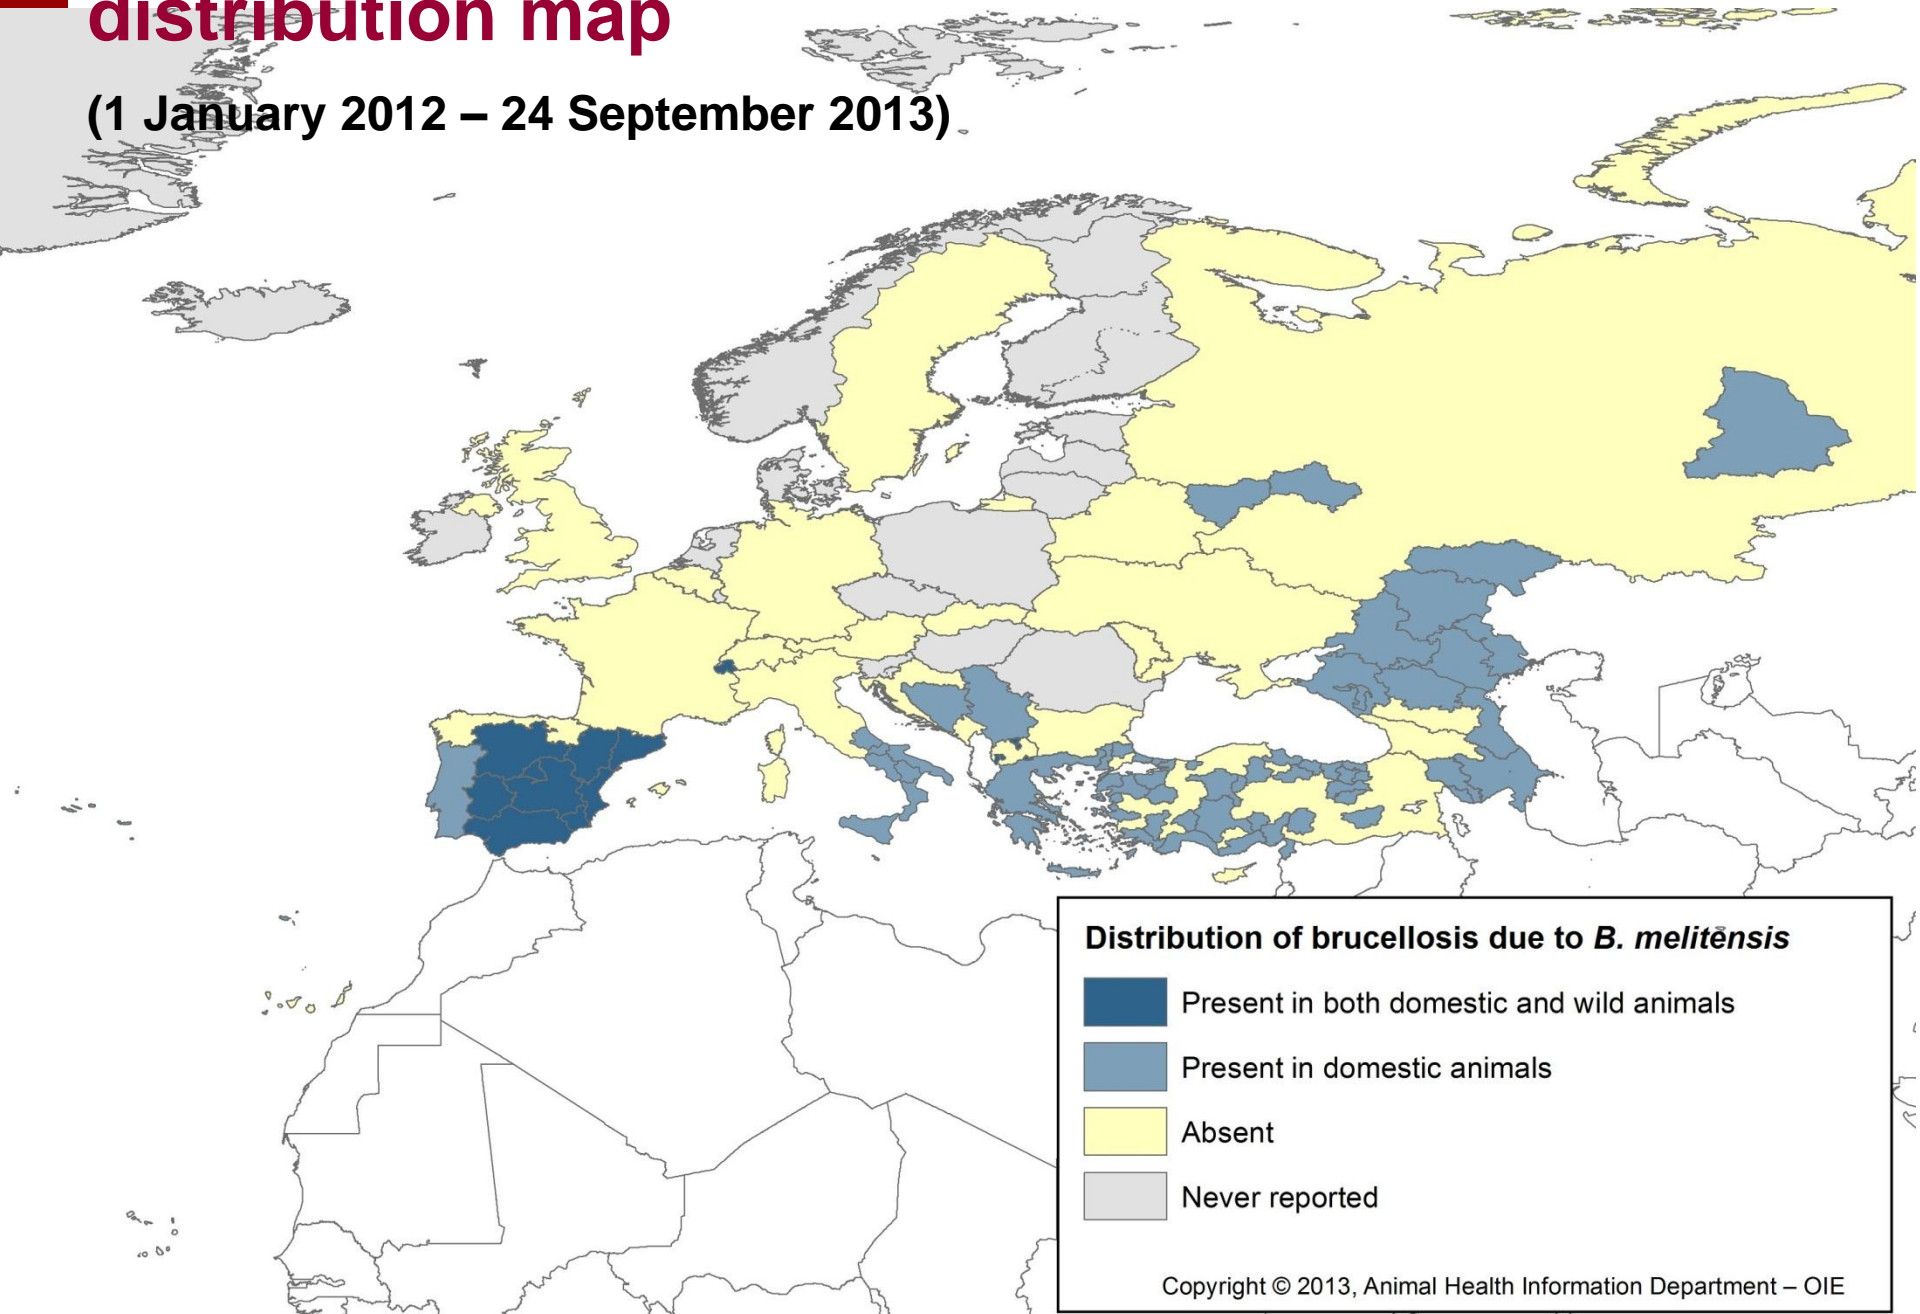 distribution map
(1 January 2012 – 24 September 2013)
Distribution of brucellosis due to B. melitensis
Present in both domestic and wild animals
Present in domestic animals
Absent
Never reported
Copyright © 2013, Animal Health Information Department – OIE